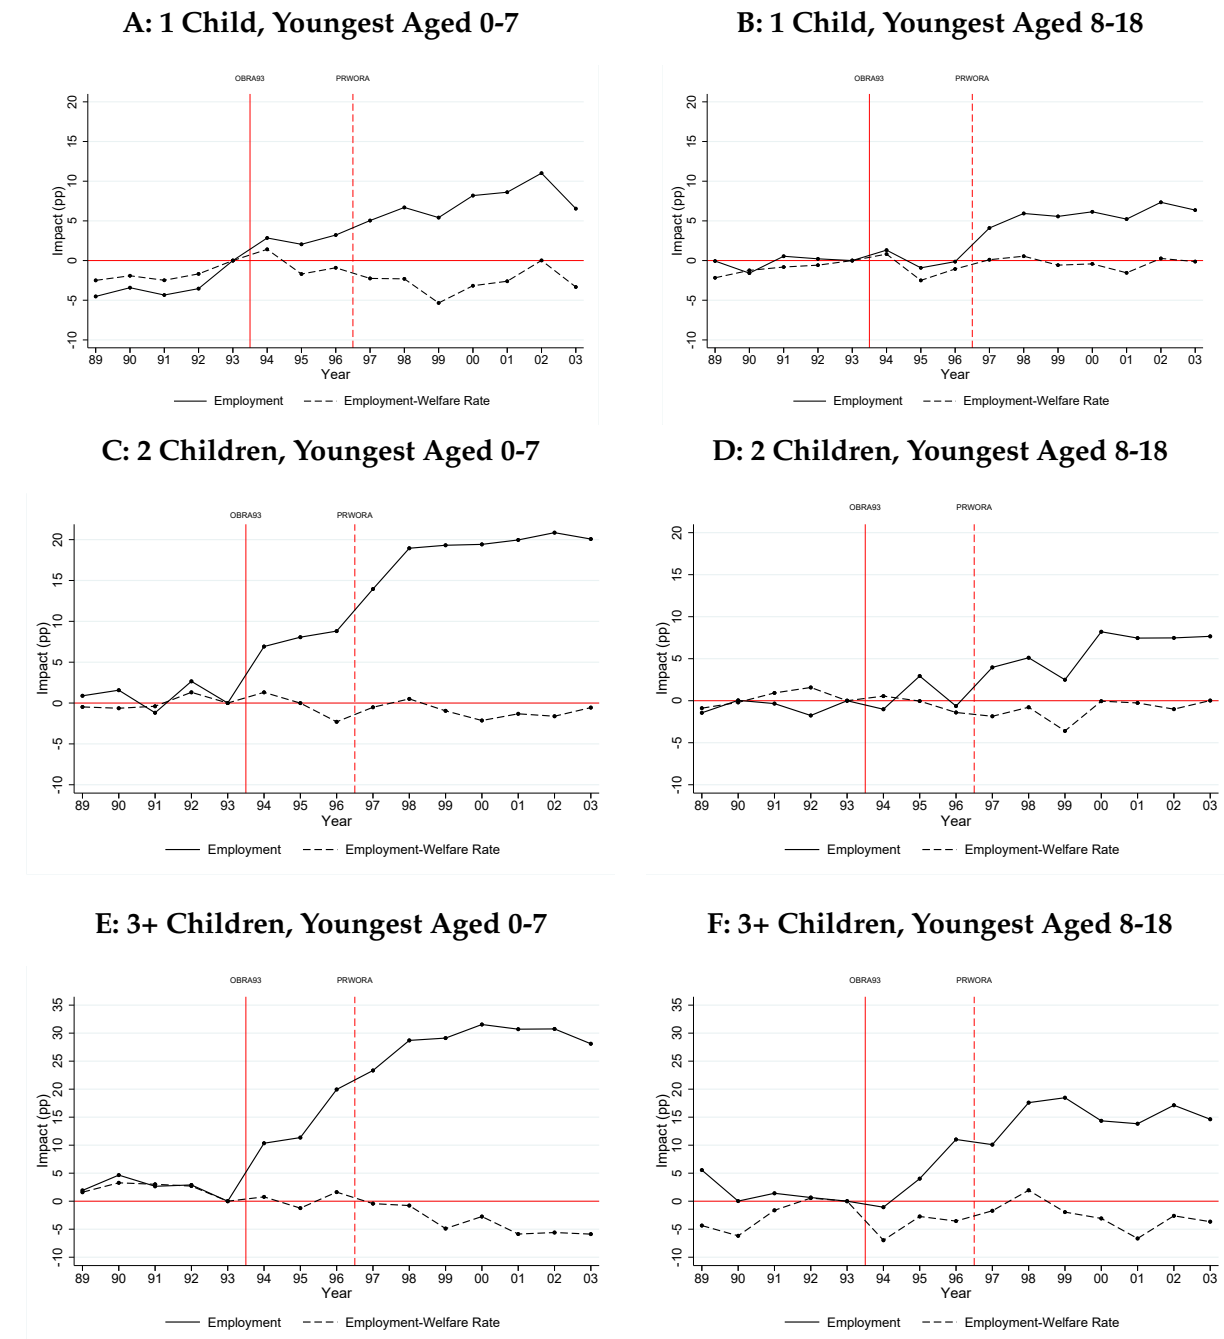 A: 1 Child, Youngest Aged 0-7
OBRA93 PRWORA
Impact (pp)
20
15
10
5
0
-5
-10
89 90 91 92 93 94 95 96 97 98 99 00 01 02 03
Year
Employment Employment-Welfare Rate
B: 1 Child, Youngest Aged 8-18
OBRA93 PRWORA
Impact (pp)
20
15
10
5
0
-5
-10
89 90 91 92 93 94 95 96 97 98 99 00 01 02 03
Year
Employment Employment-Welfare Rate
C: 2 Children, Youngest Aged 0-7
OBRA93 PRWORA
Impact (pp)
20
15
10
5
0
-5
-10
89 90 91 92 93 94 95 96 97 98 99 00 01 02 03
Year
Employment Employment-Welfare Rate
D: 2 Children, Youngest Aged 8-18
OBRA93 PRWORA
Impact (pp)
20
15
10
5
0
-5
-10
89 90 91 92 93 94 95 96 97 98 99 00 01 02 03
Year
Employment Employment-Welfare Rate
E: 3+ Children, Youngest Aged 0-7
OBRA93 PRWORA
Impact (pp)
35
30
25
20
15
10
5
0
-5
-10
89 90 91 92 93 94 95 96 97 98 99 00 01 02 03
Year
Employment Employment-Welfare Rate
F: 3+ Children, Youngest Aged 8-18
OBRA93 PRWORA
Impact (pp)
35
30
25
20
15
10
5
0
-5
-10
89 90 91 92 93 94 95 96 97 98 99 00 01 02 03
Year
Employment Employment-Welfare Rate